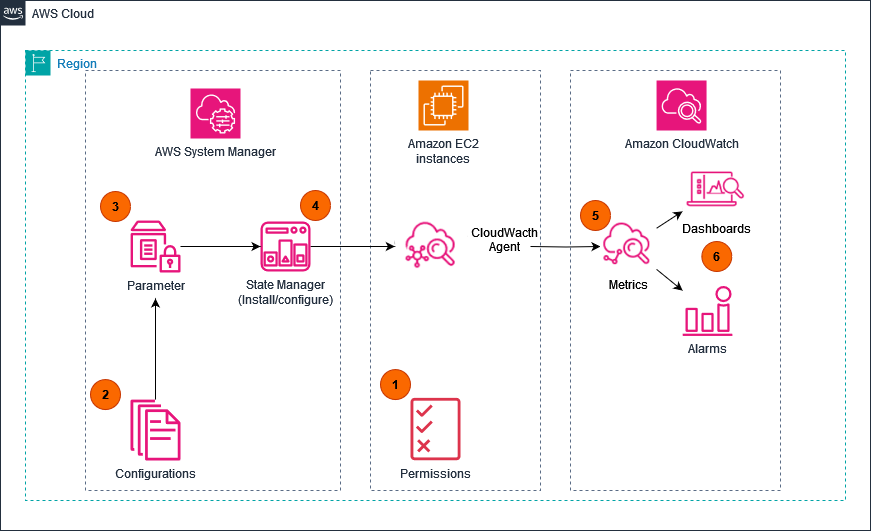 aws
AWS Cloud
Region
AWS System Manager
Amazon EC2
instances
Amazon CloudWatch
3
4
5
Dashboards
6
CloudWacth
Agent
Parameter
State Manager
(Install/configure)
Metrics
Alarms
2
1
Configurations
Permissions